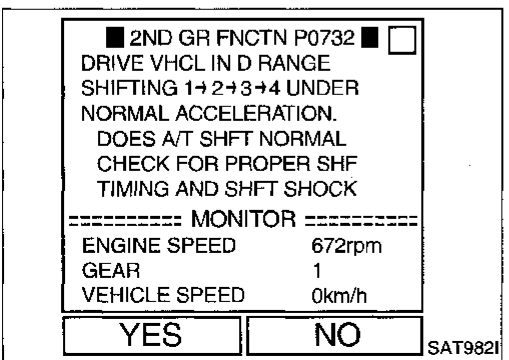 2ND GR FNCTN P0732
DRIVE VHCL IN D RANGE
SHIFTING 1→2→3→4 UNDER
NORMAL ACCELERATION.
DOES A/T SHFT NORMAL
CHECK FOR PROPER SHF
TIMING AND SHFT SHOCK
========== MONITOR ==========
ENGINE SPEED 672rpm
GEAR 1
VEHICLE SPEED 0km/h
YES NO
SAT982I